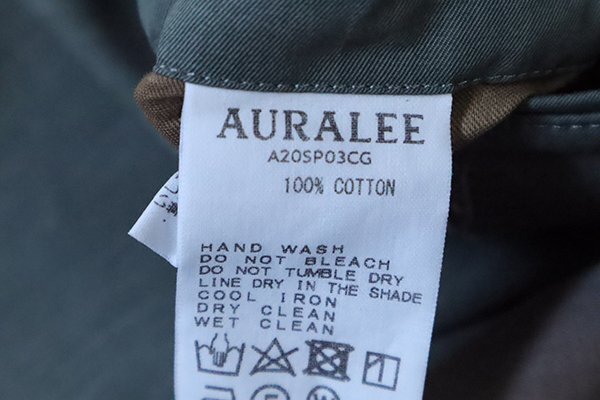 AURALEE
A20SP03CG
100% COTTON
HAND WASH
DO NOT BLEACH
DO NOT TUMBLE DRY
LINE DRY IN THE SHADE
COOL IRON
DRY CLEAN
WET CLEAN